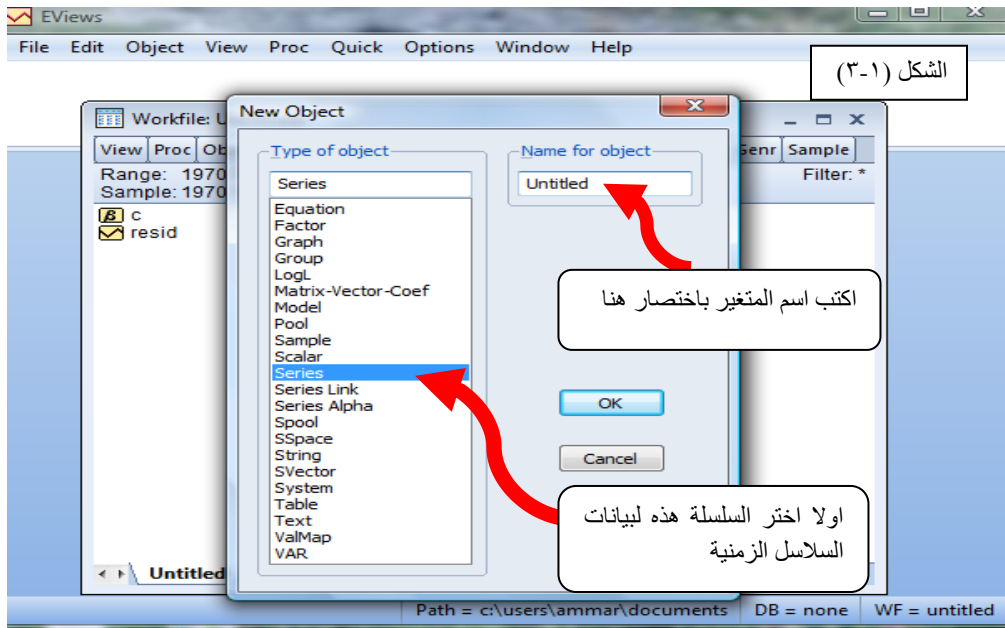 EViews
File Edit Object View Proc Quick Options Window Help
الشكل (١-٣)
Workfile: U
View Proc Ob
Genr Sample
Range: 1970
Filter: *
Sample: 1970
c
resid
New Object
Type of object
Series
Equation
Factor
Graph
Group
LogL
Matrix-Vector-Coef
Model
Pool
Sample
Scalar
Series
Series Link
Series Alpha
Spool
SSpace
String
SVector
System
Table
Text
ValMap
VAR
Name for object
Untitled
اكتب اسم المتغير باختصار هنا
OK
Cancel
اولا اختر السلسلة هذه لبيانات
السلاسل الزمنية
Untitled
Path = c:\users\ammar\documents DB = none WF = untitled